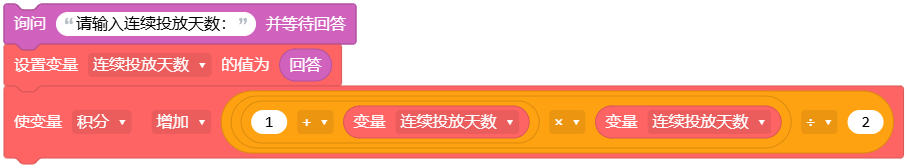 询问 “请输入连续投放天数：” 并等待回答
设置变量 连续投放天数 的值为 回答
使变量 积分 增加 1 + 变量 连续投放天数 × 变量 连续投放天数 ÷ 2